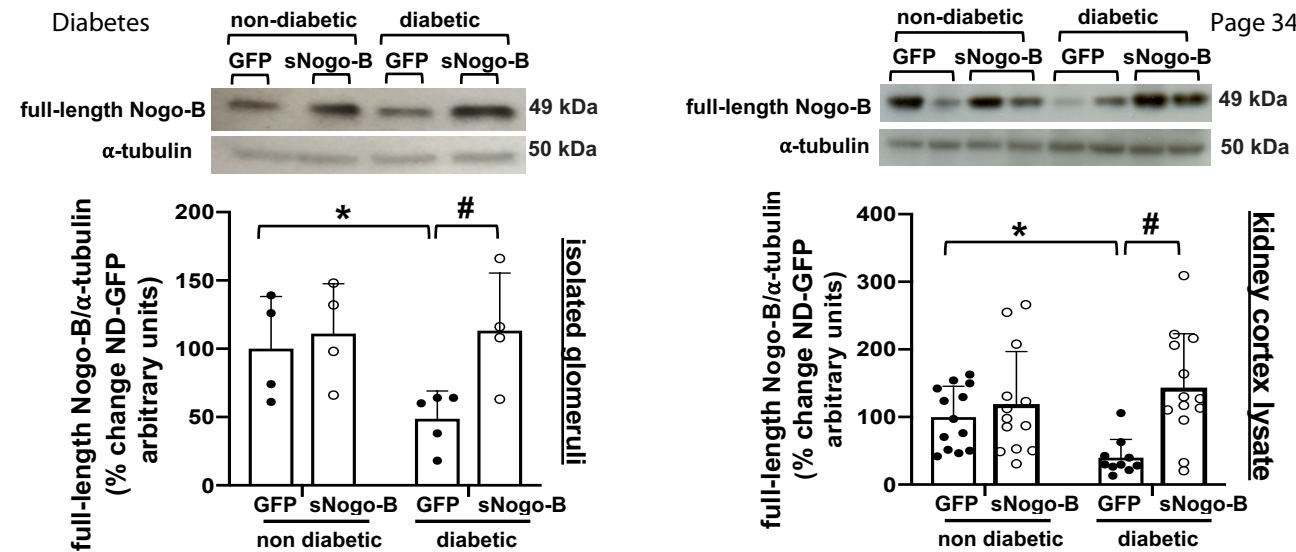 Diabetes
non-diabetic diabetic
GFP sNogo-B GFP sNogo-B
full-length Nogo-B 49 kDa
α-tubulin 50 kDa
full-length Nogo-B/α-tubulin
(% change ND-GFP
arbitrary units)
200
150
100
50
0
* #
isolated glomeruli
GFP sNogo-B GFP sNogo-B
non diabetic diabetic
Page 34
non-diabetic diabetic
GFP sNogo-B GFP sNogo-B
full-length Nogo-B 49 kDa
α-tubulin 50 kDa
full-length Nogo-B/α-tubulin
(% change ND-GFP
arbitrary units)
400
300
200
100
0
* #
kidney cortex lysate
GFP sNogo-B GFP sNogo-B
non diabetic diabetic